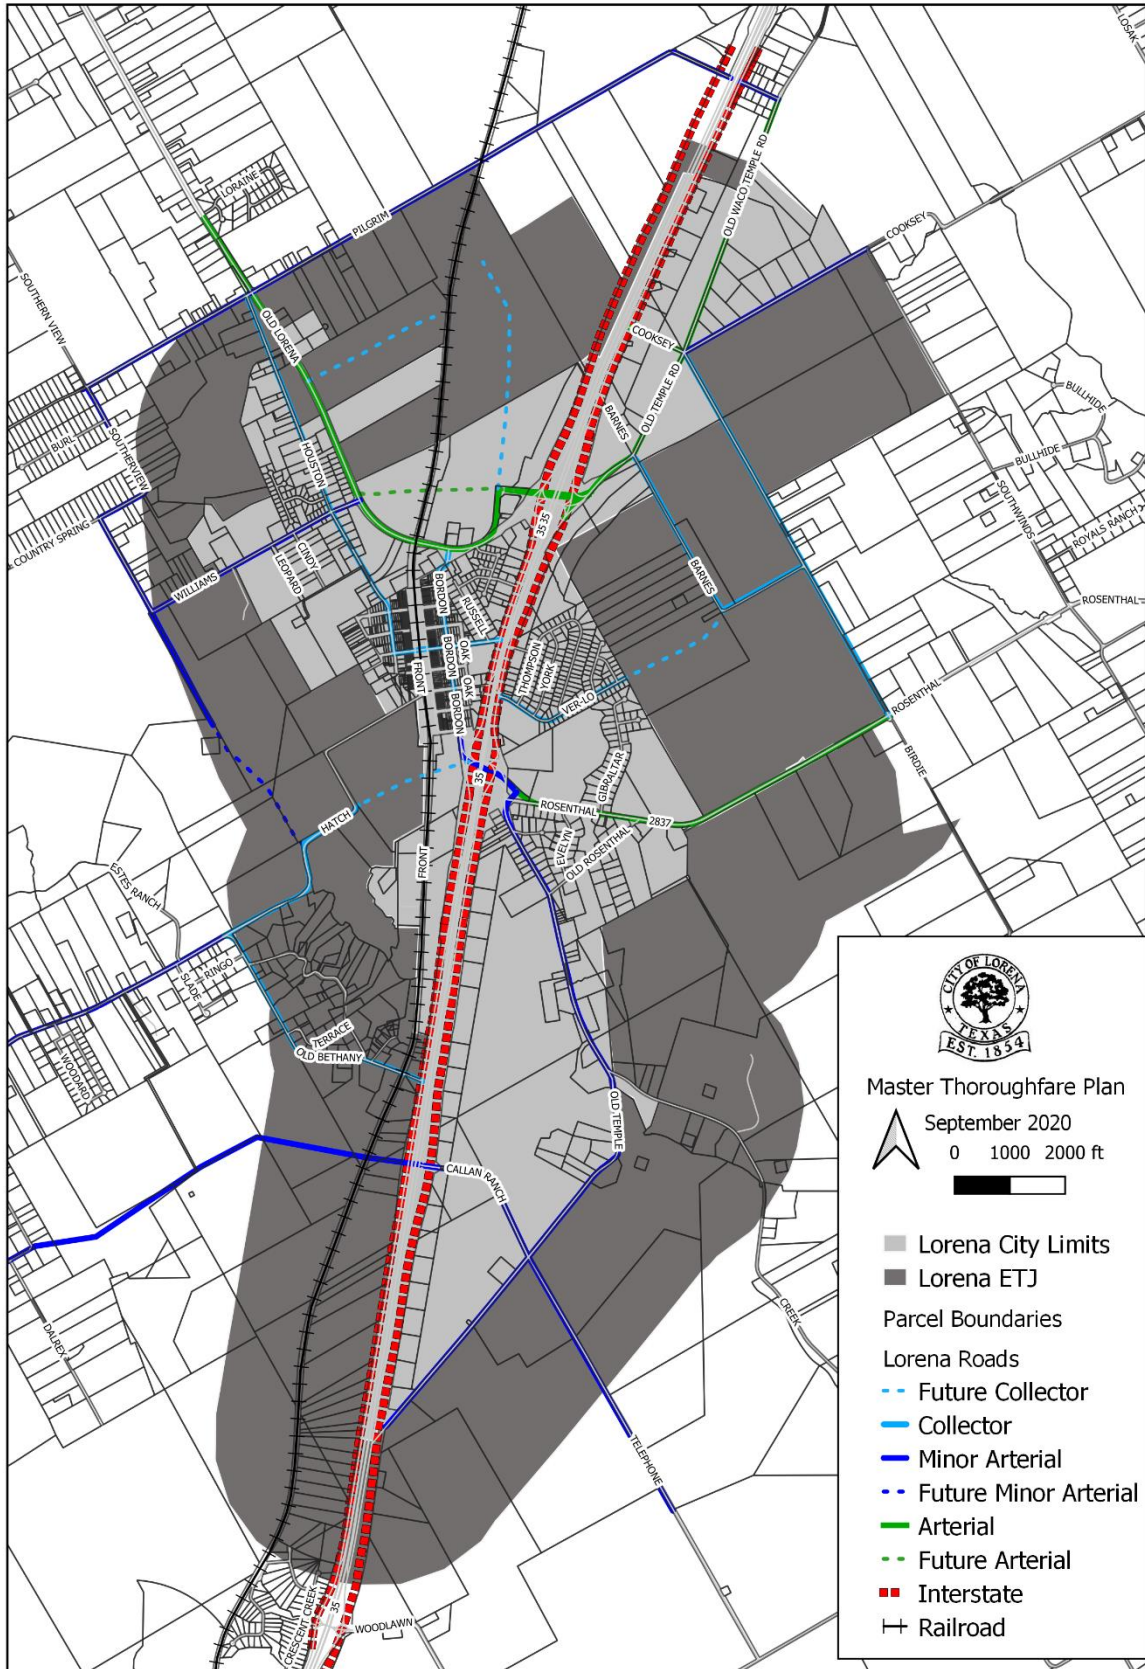 LOSAK
LORAINE
OLD WACO TEMPLE RD
PILGRIM
COOKSEY
SOUTHERN VIEW
OLD LORENA
COOKSEY
OLD TEMPLE RD
BARNES
BULLHIDE
BURL
SOUTHERVIEW
HOUSTON
BULLHIDE
SOUTHWINDS
COUNTRY SPRING
35 35
ROYALS RANCH
CINDY
LEOPARD
WILLIAMS
BORDON
RUSSELL
BARNES
ROSENTHAL
OAK
BORDON
OAK
FRONT
THOMPSON
YORK
BORDON
VER-LO
ROSENTHAL
BIRDIE
35
GIBRALTAR
HATCH
ROSENTHAL
2837
EVELYN
OLD ROSENTHAL
FRONT
ESTES RANCH
SLADE
RINGO
TERRACE
OLD BETHANY
WOODARD
OLD TEMPLE
CALLAN RANCH
CREEK
DALREX
TELEPHONE
CRESCENT CREEK
35
WOODLAWN
CITY OF LORENA
TEXAS
EST. 1854
Master Thoroughfare Plan
September 2020
0 1000 2000 ft
Lorena City Limits
Lorena ETJ
Parcel Boundaries
Lorena Roads
Future Collector
Collector
Minor Arterial
Future Minor Arterial
Arterial
Future Arterial
Interstate
Railroad